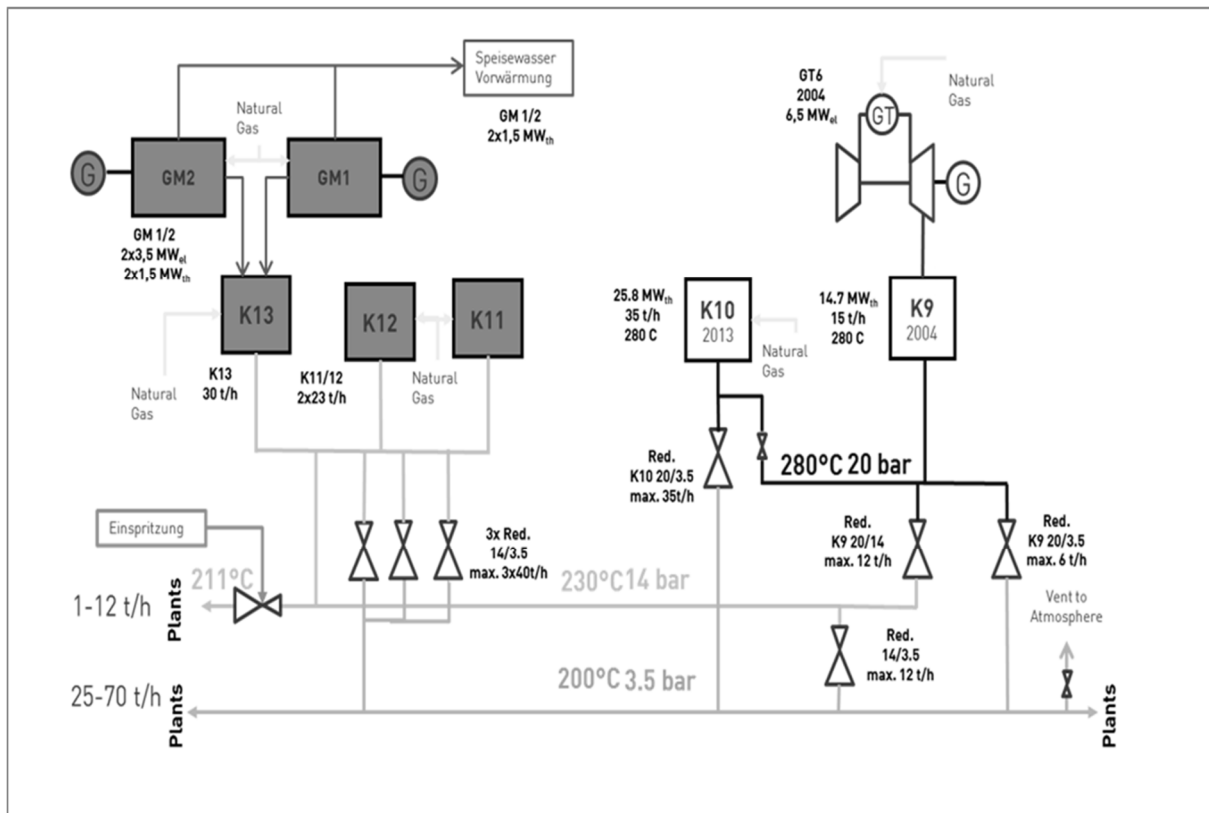 Speisewasser
Vorwärmung
GM 1/2
2x1,5 MWth
Natural
Gas
G
GM2
GM1
G
GM 1/2
2x3,5 MWel
2x1,5 MWth
GT6
2004
6,5 MWel
GT
Natural
Gas
G
K13
K12
K11
Natural
Gas
K13
30 t/h
K11/12
2x23 t/h
Natural
Gas
25.8 MWth
35 t/h
280 C
K10
2013
Natural
Gas
14.7 MWth
15 t/h
280 C
K9
2004
Red.
K10 20/3.5
max. 35t/h
280°C 20 bar
Einspritzung
3x Red.
14/3.5
max. 3x40t/h
Red.
K9 20/14
max. 12 t/h
Red.
K9 20/3.5
max. 6 t/h
211°C
230°C 14 bar
1-12 t/h
Plants
Vent to
Atmosphere
Red.
14/3.5
max. 12 t/h
200°C 3.5 bar
25-70 t/h
Plants
Plants